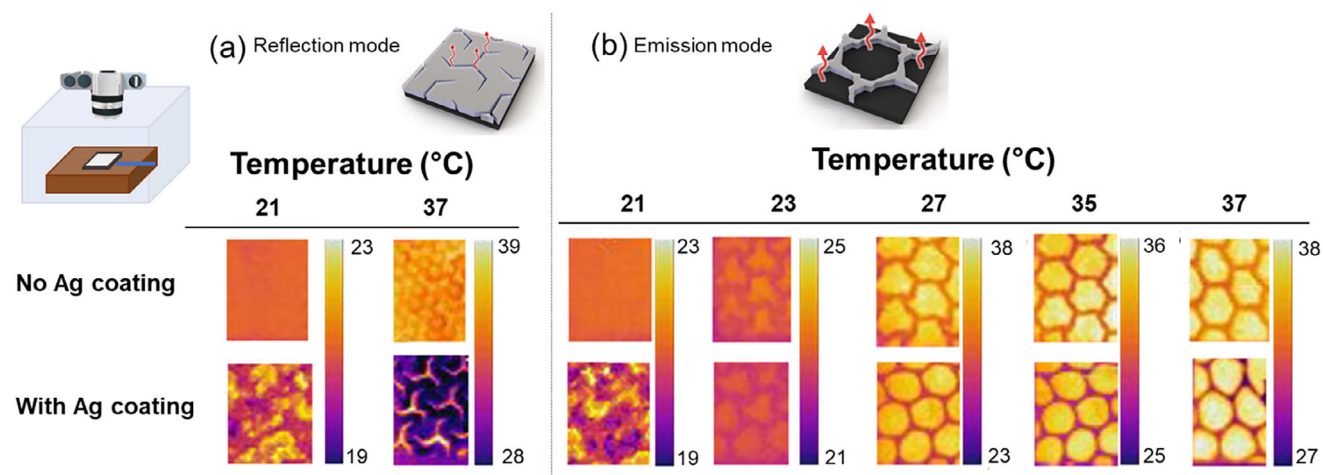 (a) Reflection mode
(b) Emission mode
Temperature (°C)
Temperature (°C)
21 37
21 23 27 35 37
No Ag coating
23 39
23 25 38 36 38
With Ag coating
19 28
19 21 23 25 27